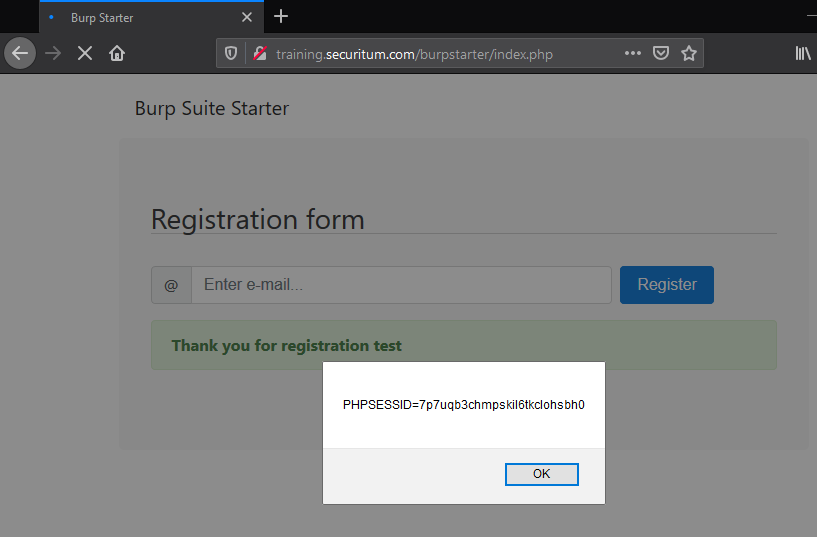 Burp Starter
training.securitum.com/burpstarter/index.php
Burp Suite Starter
Registration form
@ Enter e-mail... Register
Thank you for registration test
PHPSESSID=7p7uqb3chmpskil6tkclohsbh0
OK